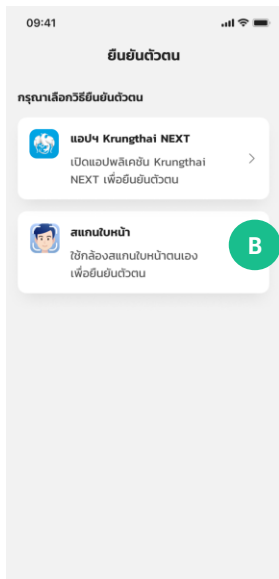 09:41
ยืนยันตัวตน
กรุณาเลือกวิธียืนยันตัวตน
แอปฯ Krungthai NEXT
เปิดแอปพลิเคชัน Krungthai
NEXT เพื่อยืนยันตัวตน
สแกนใบหน้า
ใช้กล้องสแกนใบหน้าตนเอง
เพื่อยืนยันตัวตน
B